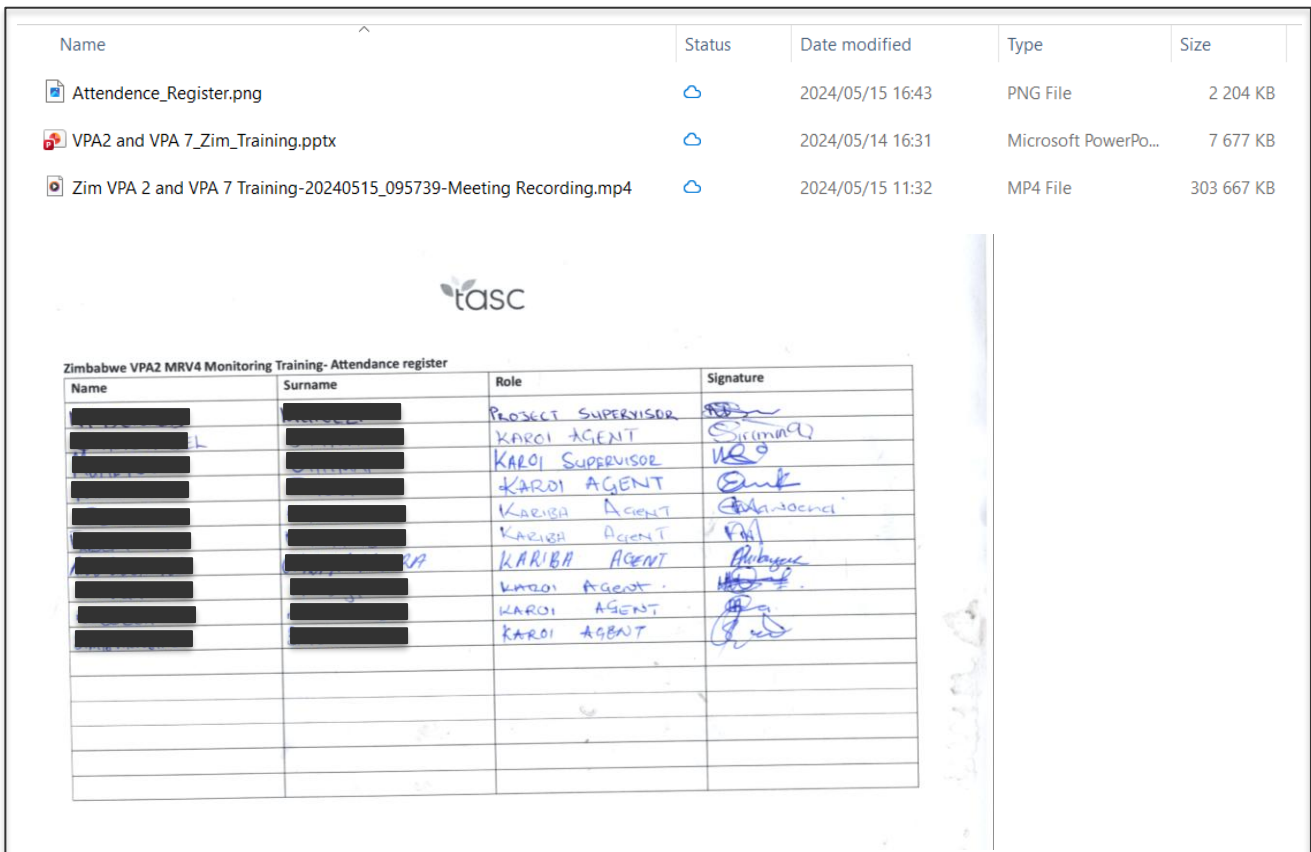 Name Status Date modified Type Size
Attendence_Register.png 2024/05/15 16:43 PNG File 2 204 KB
VPA2 and VPA 7_Zim_Training.pptx 2024/05/14 16:31 Microsoft PowerPo... 7 677 KB
Zim VPA 2 and VPA 7 Training-20240515_095739-Meeting Recording.mp4 2024/05/15 11:32 MP4 File 303 667 KB
tasc
Zimbabwe VPA2 MRV4 Monitoring Training- Attendance register
Name Surname Role Signature
PROJECT SUPERVISOR
KAROI AGENT
KAROI SUPERVISOR
KAROI AGENT
KARIBA AGENT
KARIBA AGENT
KARIBA AGENT
KAROI AGENT.
KAROI AGENT
KAROI AGENT